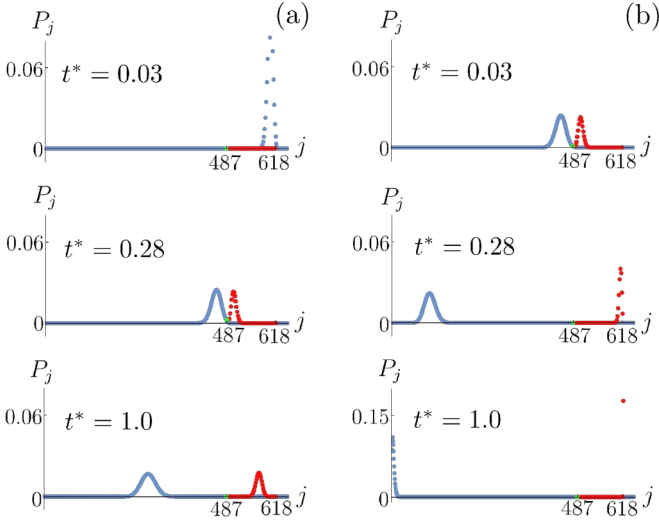 (a)
P_j
0.06
t* = 0.03
0
487
618
j
P_j
0.06
t* = 0.28
0
487
618
j
P_j
0.06
t* = 1.0
0
487
618
j
(b)
P_j
0.06
t* = 0.03
0
487
618
j
P_j
0.06
t* = 0.28
0
487
618
j
P_j
0.15
t* = 1.0
0
487
618
j